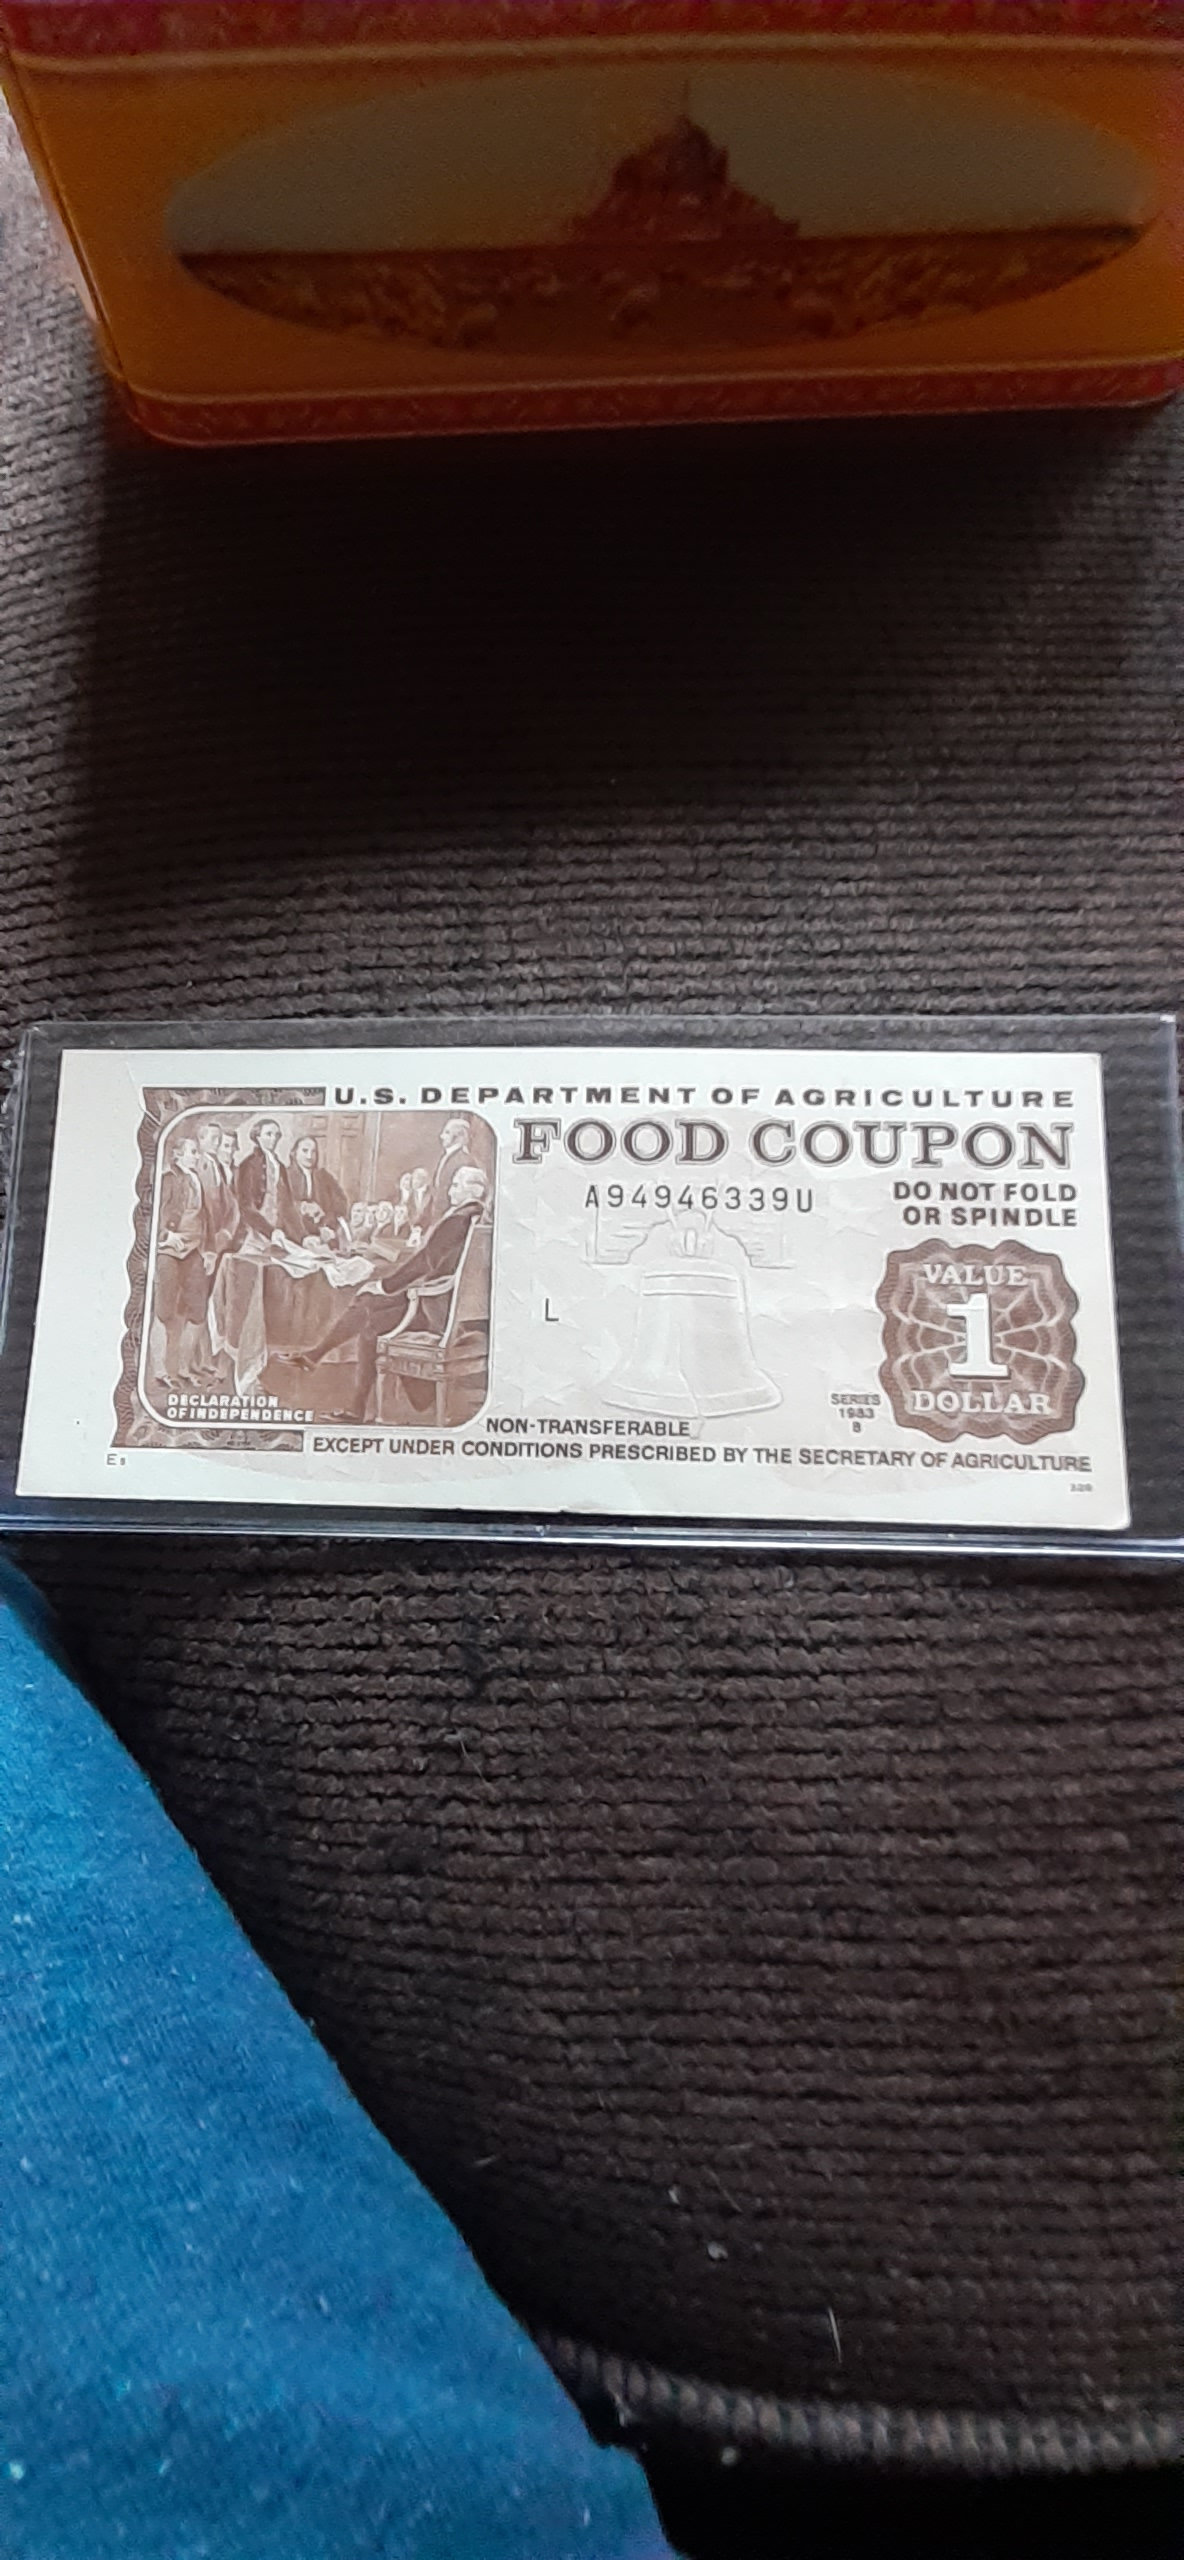 U.S. DEPARTMENT OF AGRICULTURE
FOOD COUPON
A94946339U
DO NOT FOLD
OR SPINDLE
VALUE
1
DOLLAR
L
SERIES
1983
B
DECLARATION
OF INDEPENDENCE
NON-TRANSFERABLE
EXCEPT UNDER CONDITIONS PRESCRIBED BY THE SECRETARY OF AGRICULTURE